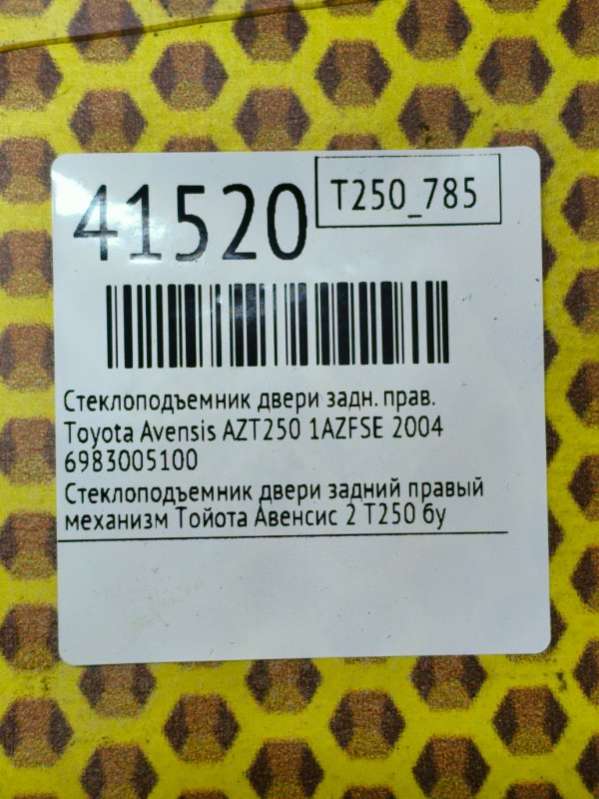 41520
T250_785
Стеклоподъемник двери задн. прав.
Toyota Avensis AZT250 1AZFSE 2004
6983005100
Стеклоподъемник двери задний правый
механизм Тойота Авенсис 2 Т250 бу